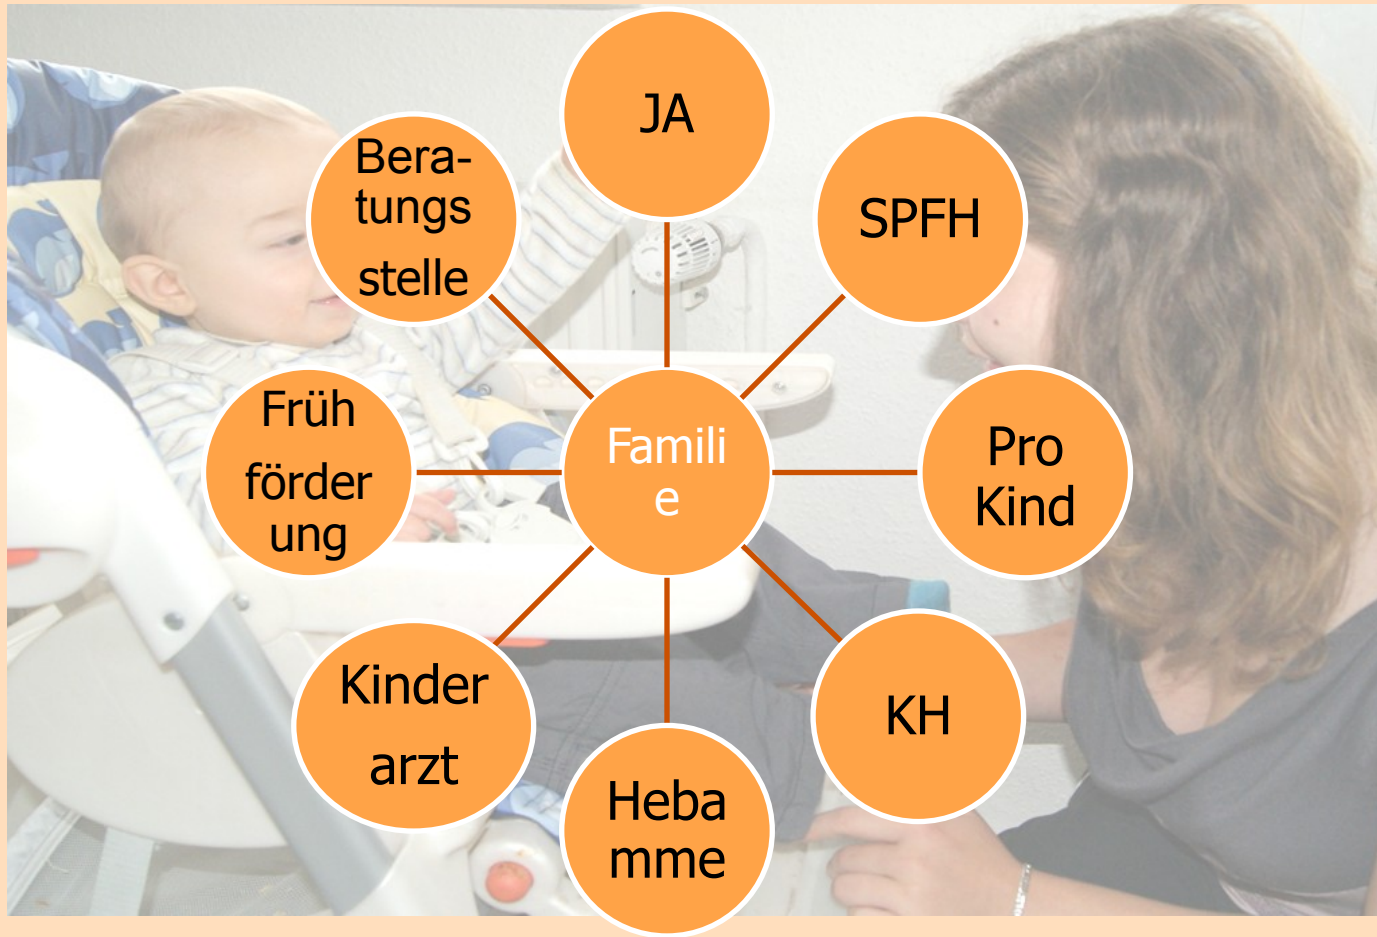 JA
Bera-
tungs
stelle
SPFH
Früh
förder
ung
Famili
e
Pro
Kind
Kinder
arzt
KH
Heba
mme